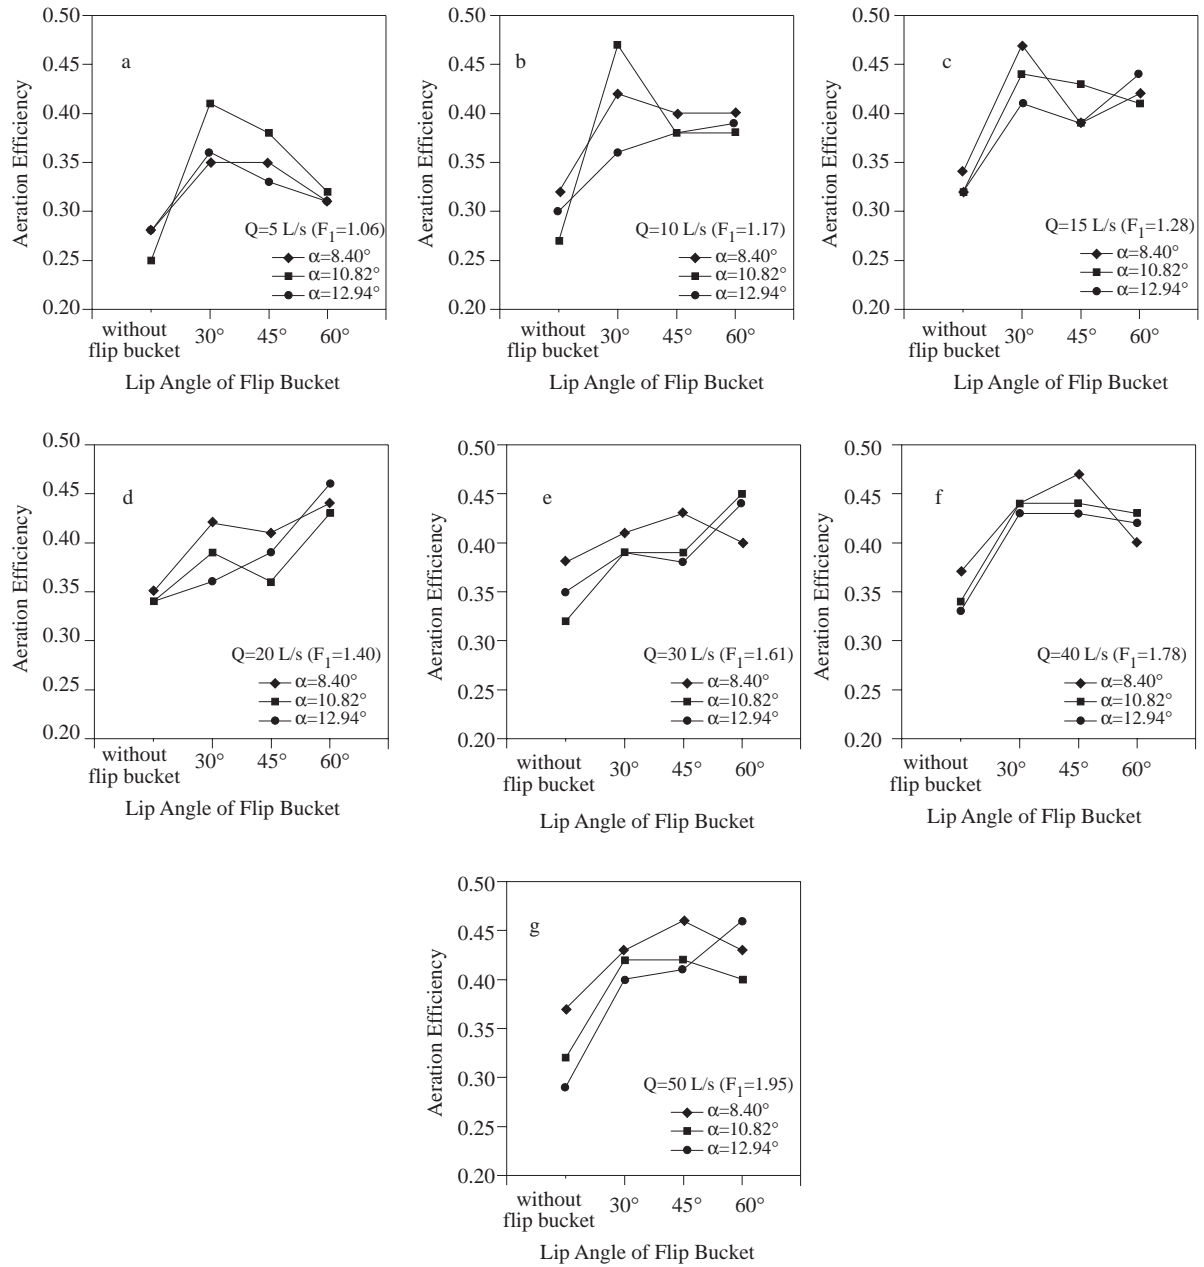 a
0.50
0.45
0.40
0.35
0.30
0.25
0.20
Aeration Efficiency
Q=5 L/s (F1=1.06)
α=8.40°
α=10.82°
α=12.94°
without
flip bucket
30°
45°
60°
Lip Angle of Flip Bucket
b
0.50
0.45
0.40
0.35
0.30
0.25
0.20
Aeration Efficiency
Q=10 L/s (F1=1.17)
α=8.40°
α=10.82°
α=12.94°
without
flip bucket
30°
45°
60°
Lip Angle of Flip Bucket
c
0.50
0.45
0.40
0.35
0.30
0.25
0.20
Aeration Efficiency
Q=15 L/s (F1=1.28)
α=8.40°
α=10.82°
α=12.94°
without
flip bucket
30°
45°
60°
Lip Angle of Flip Bucket
d
0.50
0.45
0.40
0.35
0.30
0.25
0.20
Aeration Efficiency
Q=20 L/s (F1=1.40)
α=8.40°
α=10.82°
α=12.94°
without
flip bucket
30°
45°
60°
Lip Angle of Flip Bucket
e
0.50
0.45
0.40
0.35
0.30
0.25
0.20
Aeration Efficiency
Q=30 L/s (F1=1.61)
α=8.40°
α=10.82°
α=12.94°
without
flip bucket
30°
45°
60°
Lip Angle of Flip Bucket
f
0.50
0.45
0.40
0.35
0.30
0.25
0.20
Aeration Efficiency
Q=40 L/s (F1=1.78)
α=8.40°
α=10.82°
α=12.94°
without
flip bucket
30°
45°
60°
Lip Angle of Flip Bucket
g
0.50
0.45
0.40
0.35
0.30
0.25
0.20
Aeration Efficiency
Q=50 L/s (F1=1.95)
α=8.40°
α=10.82°
α=12.94°
without
flip bucket
30°
45°
60°
Lip Angle of Flip Bucket